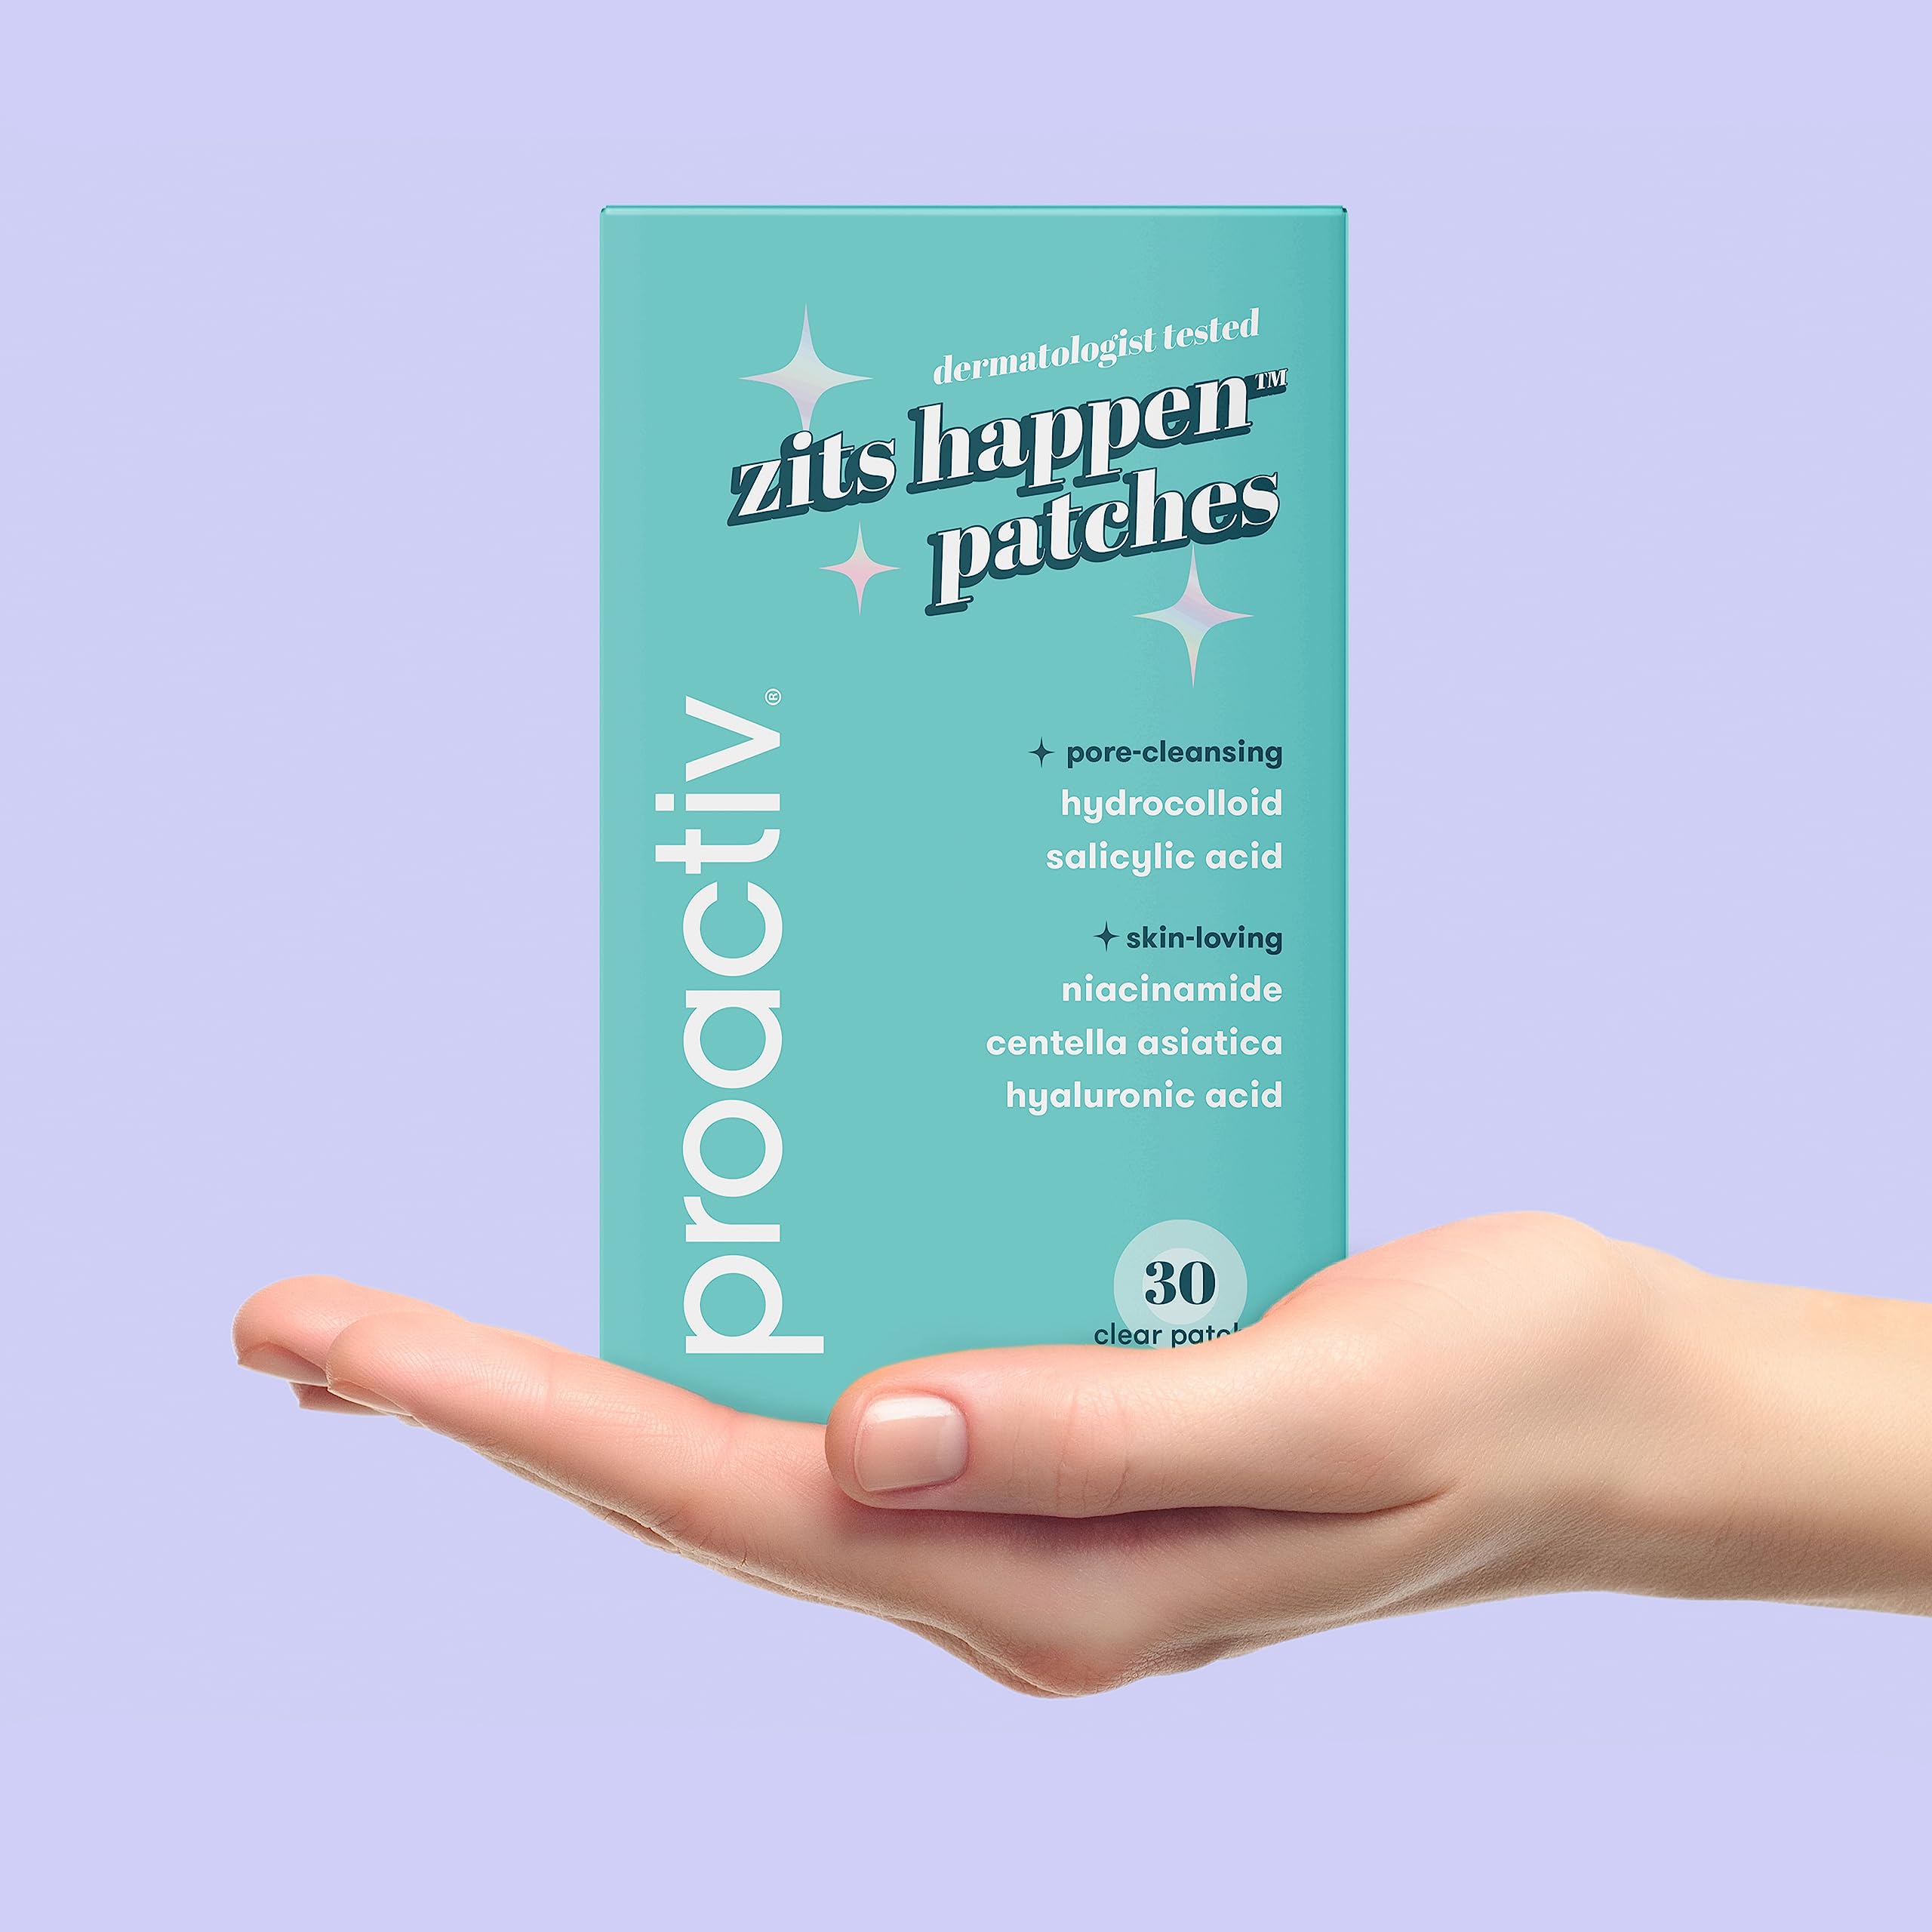 dermatologist tested
zits happen™
patches
proactiv®
pore-cleansing
hydrocolloid
salicylic acid
skin-loving
niacinamide
centella asiatica
hyaluronic acid
30
clear